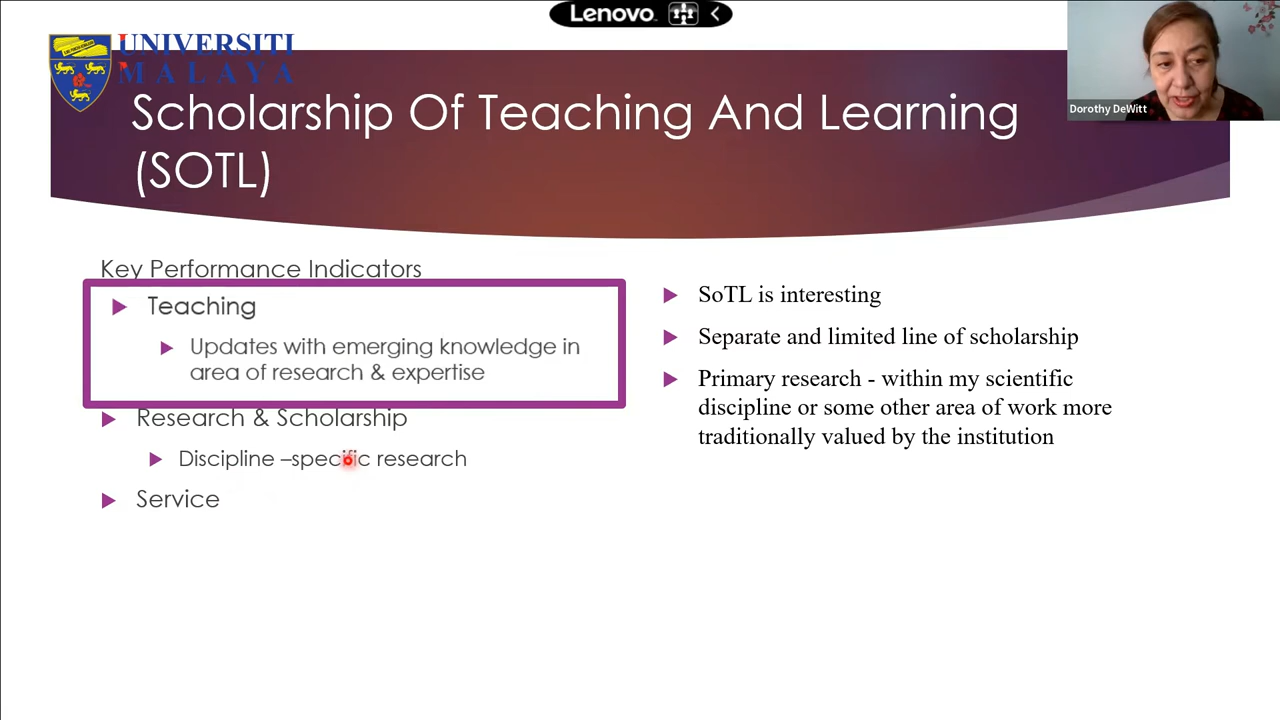 Lenovo
UNIVERSITI
MALAYA
Scholarship Of Teaching And Learning
(SOTL)
Dorothy DeWitt
Key Performance Indicators
Teaching
Updates with emerging knowledge in
area of research & expertise
Research & Scholarship
Discipline –specific research
Service
SoTL is interesting
Separate and limited line of scholarship
Primary research - within my scientific
discipline or some other area of work more
traditionally valued by the institution